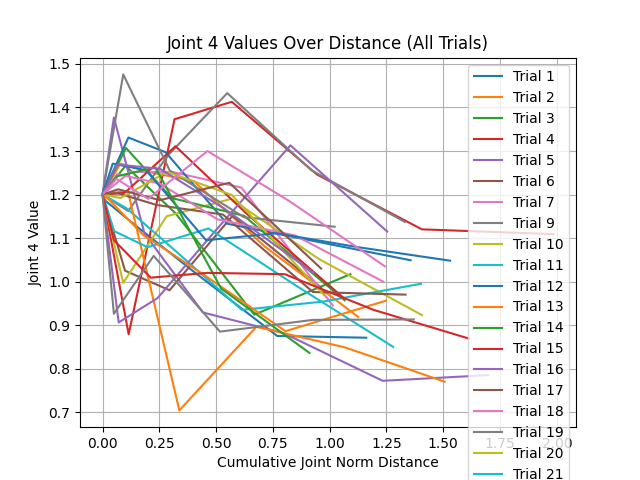 Joint 4 Values Over Distance (All Trials)
1.5
1.4
1.3
1.2
1.1
1.0
0.9
0.8
0.7
Joint 4 Value
0.00 0.25 0.50 0.75 1.00 1.25 1.50 1.75 2.00
Cumulative Joint Norm Distance
Trial 1
Trial 2
Trial 3
Trial 4
Trial 5
Trial 6
Trial 7
Trial 9
Trial 10
Trial 11
Trial 12
Trial 13
Trial 14
Trial 15
Trial 16
Trial 17
Trial 18
Trial 19
Trial 20
Trial 21